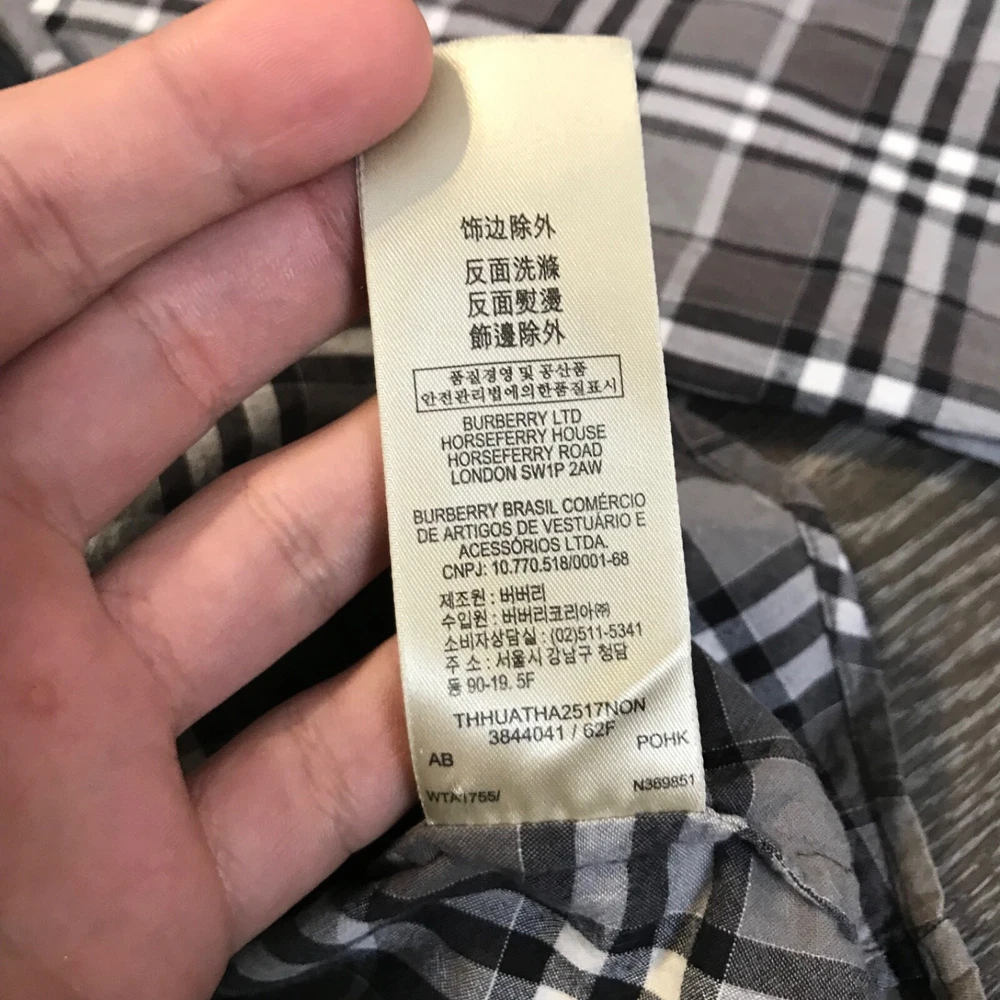 饰边除外
反面洗滌
反面熨燙
飾邊除外
품질경영 및 공산품
안전관리법에의한품질표시
BURBERRY LTD
HORSEFERRY HOUSE
HORSEFERRY ROAD
LONDON SW1P 2AW
BURBERRY BRASIL COMÉRCIO
DE ARTIGOS DE VESTUÁRIO E
ACESSÓRIOS LTDA.
CNPJ: 10.770.518/0001-68
제조원 : 버버리
수입원 : 버버리코리아㈜
소비자상담실 : (02)511-5341
주 소 : 서울시 강남구 청담
동 90-19. 5F
THHUATHA2517NON
3844041 / 62F
AB POHK
WTA1755/ N369851